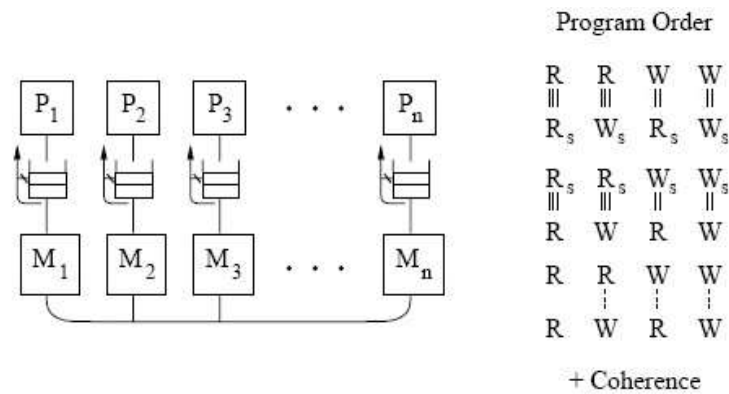 Program Order
P1 P2 P3 . . . Pn
M1 M2 M3 . . . Mn
R R W W
Rs Ws Rs Ws
Rs Rs Ws Ws
R W R W
R R W W
R W R W
+ Coherence